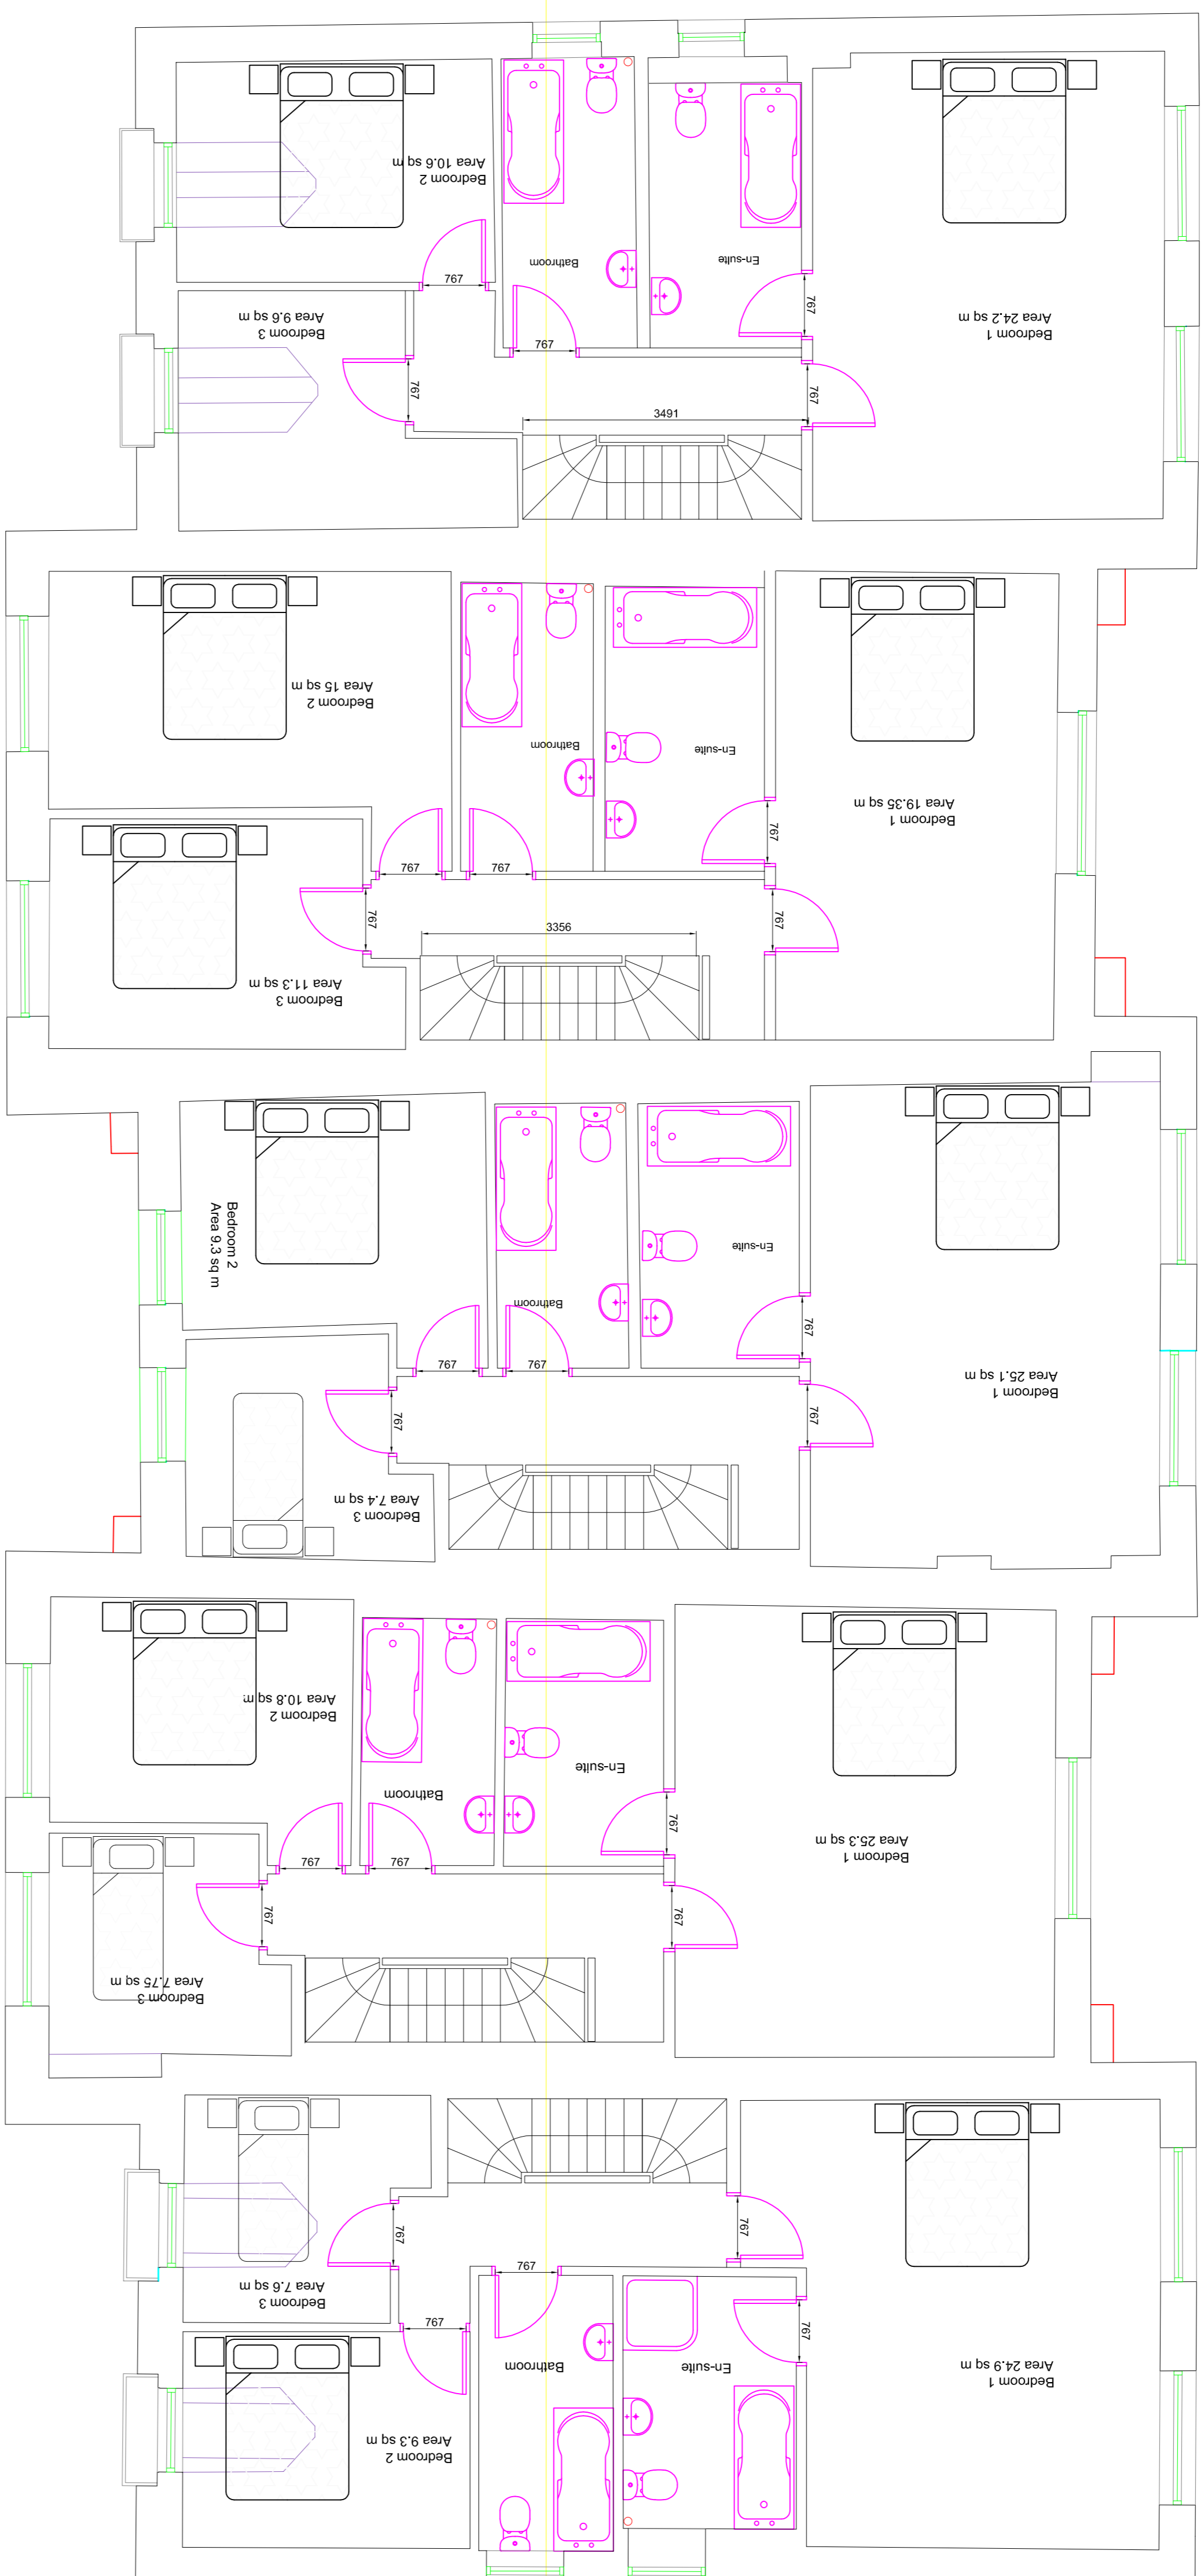 Bedroom 2
Area 10.6 sq m
Bathroom
En-suite
Bedroom 1
Area 24.2 sq m
Bedroom 3
Area 9.6 sq m
767
767
767
767
767
3491
Bedroom 2
Area 15 sq m
Bathroom
En-suite
Bedroom 1
Area 19.35 sq m
767
767
767
767
767
3356
Bedroom 3
Area 11.3 sq m
Bedroom 2
Area 9.3 sq m
Bathroom
En-suite
Bedroom 1
Area 25.1 sq m
767
767
767
767
767
Bedroom 3
Area 7.4 sq m
Bedroom 2
Area 10.8 sq m
Bathroom
En-suite
Bedroom 1
Area 25.3 sq m
767
767
767
767
767
Bedroom 3
Area 7.75 sq m
767
767
767
767
767
Bedroom 3
Area 7.6 sq m
Bathroom
En-suite
Bedroom 1
Area 24.9 sq m
Bedroom 2
Area 9.3 sq m